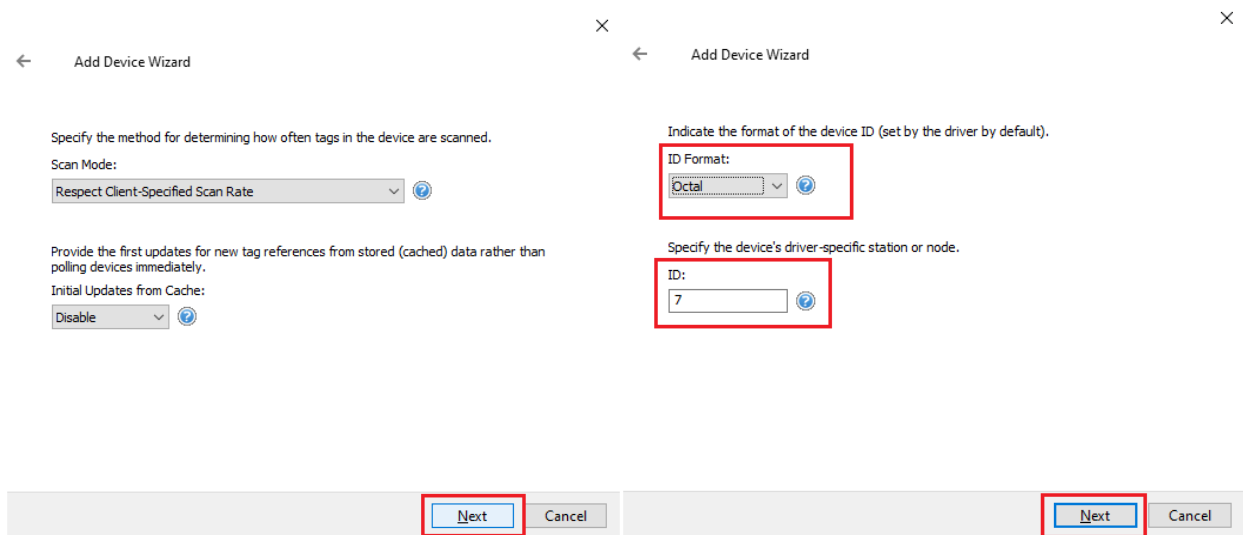 Add Device Wizard
Specify the method for determining how often tags in the device are scanned.
Scan Mode:
Respect Client-Specified Scan Rate
Provide the first updates for new tag references from stored (cached) data rather than
polling devices immediately.
Initial Updates from Cache:
Disable
Next
Cancel
Add Device Wizard
Indicate the format of the device ID (set by the driver by default).
ID Format:
Octal
Specify the device's driver-specific station or node.
ID:
7
Next
Cancel